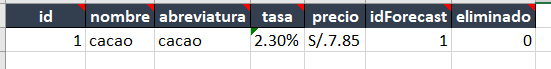 id nombre abreviatura tasa precio idForecast eliminado
1 cacao cacao 2.30% S/.7.85 1 0